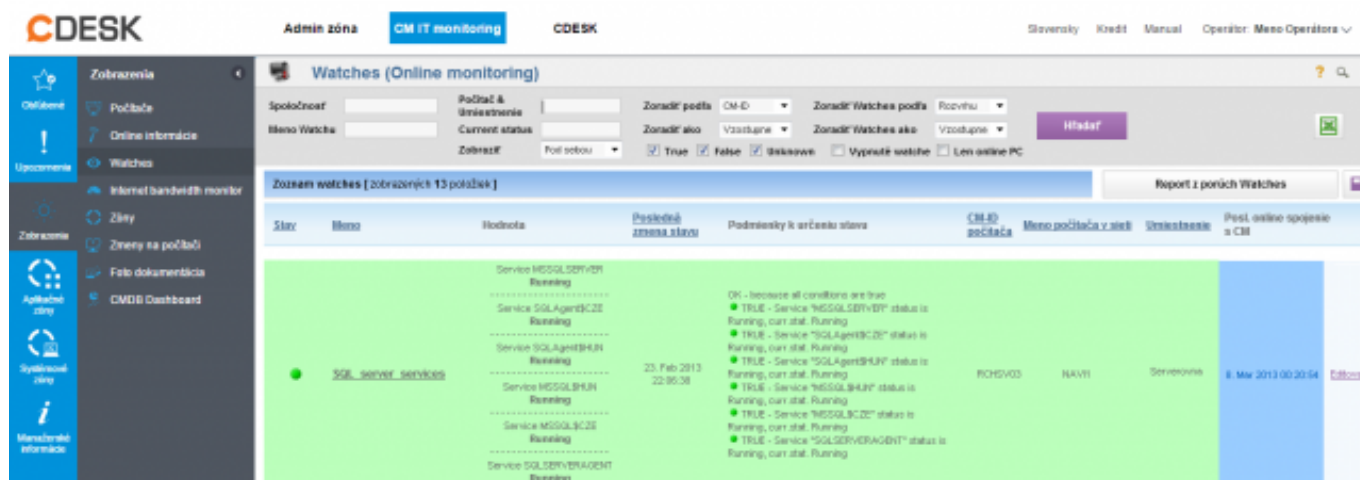 CDESK
Admin zóna
CM IT monitoring
CDESK
Slovensky
Kredit
Manual
Operátor: Meno Operátora
Obľúbené
Upozornenia
Zobrazenia
Aplikačné
zóny
Systémové
zóny
Manažerské
informácie
Zobrazenia
Počítače
Online informácie
Watches
Internet bandwidth monitor
Zóny
Zmeny na počítači
Foto dokumentácia
CMDB Dashboard
Watches (Online monitoring)
?
Spoločnosť
Počítač &
Umiestnenie
Zoradiť podľa
CM-ID
Zoradiť Watches podľa
Rozvrhu
Meno Watchu
Current status
Zoradiť ako
Vzostupne
Zoradiť Watches ako
Vzostupne
Hľadať
Zobraziť
Pod sebou
True
False
Unknown
Vypnuté watche
Len online PC
Zoznam watches [ zobrazených 13 položiek ]
Report z porúch Watches
Stav
Meno
Hodnota
Posledná
zmena stavu
Podmienky k určeniu stavu
CM-ID
počítača
Meno počítača v sieti
Umiestnenie
Posl. online spojenie
s CM
SQL server services
Service MSSQLSERVER
Running
Service SQLAgent$CZE
Running
Service SQLAgent$HUN
Running
Service MSSQL$HUN
Running
Service MSSQL$CZE
Running
Service SQLSERVERAGENT
Running
23. Feb 2013
22:06:38
OK - because all conditions are true
TRUE - Service "MSSQLSERVER" status is
Running, curr.stat. Running
TRUE - Service "SQLAgent$CZE" status is
Running, curr.stat. Running
TRUE - Service "SQLAgent$HUN" status is
Running, curr.stat. Running
TRUE - Service "MSSQL$HUN" status is
Running, curr.stat. Running
TRUE - Service "MSSQL$CZE" status is
Running, curr.stat. Running
TRUE - Service "SQLSERVERAGENT" status is
Running, curr.stat. Running
RCHSV03
NAVI1
Serverovna
8. Mar 2013 00:20:54